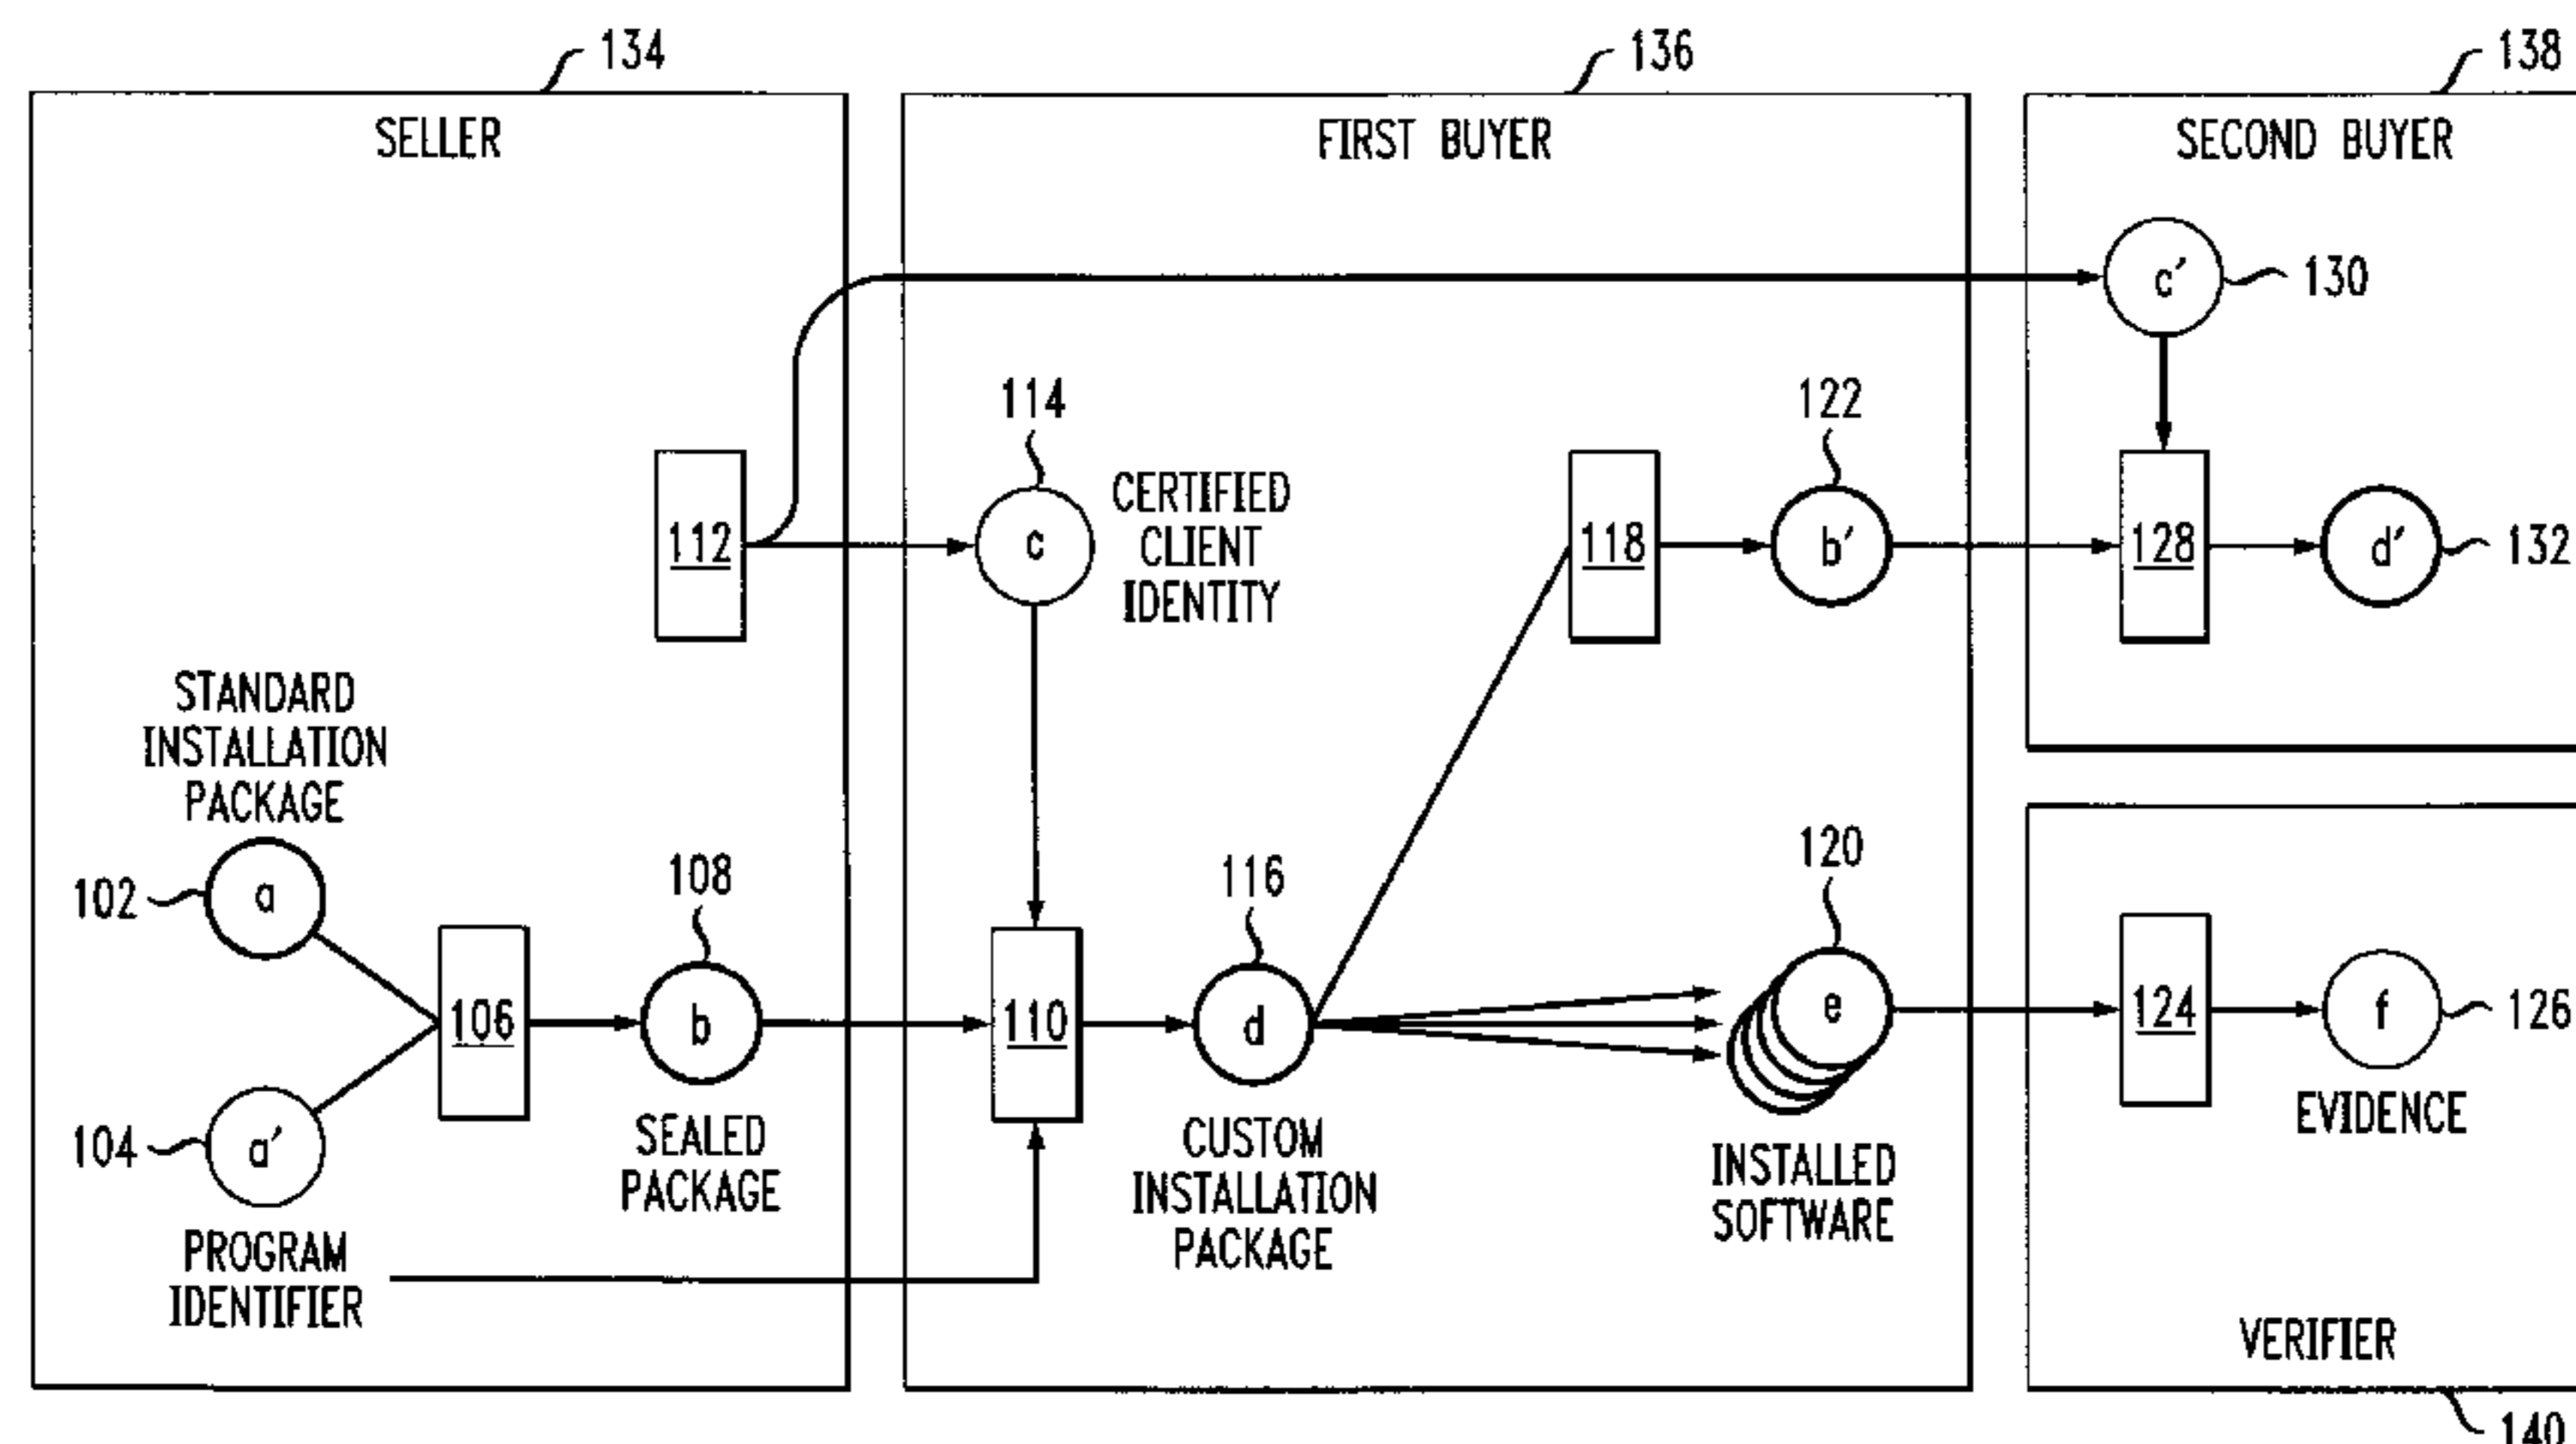 134
136
138
SELLER
FIRST BUYER
SECOND BUYER
c'
130
114
122
CERTIFIED
CLIENT
IDENTITY
112
c
118
b'
128
d'
132
STANDARD
INSTALLATION
PACKAGE
102
a
108
116
120
106
b
110
d
e
124
f
126
104
a'
SEALED
PACKAGE
CUSTOM
INSTALLATION
PACKAGE
INSTALLED
SOFTWARE
EVIDENCE
PROGRAM
IDENTIFIER
VERIFIER
140